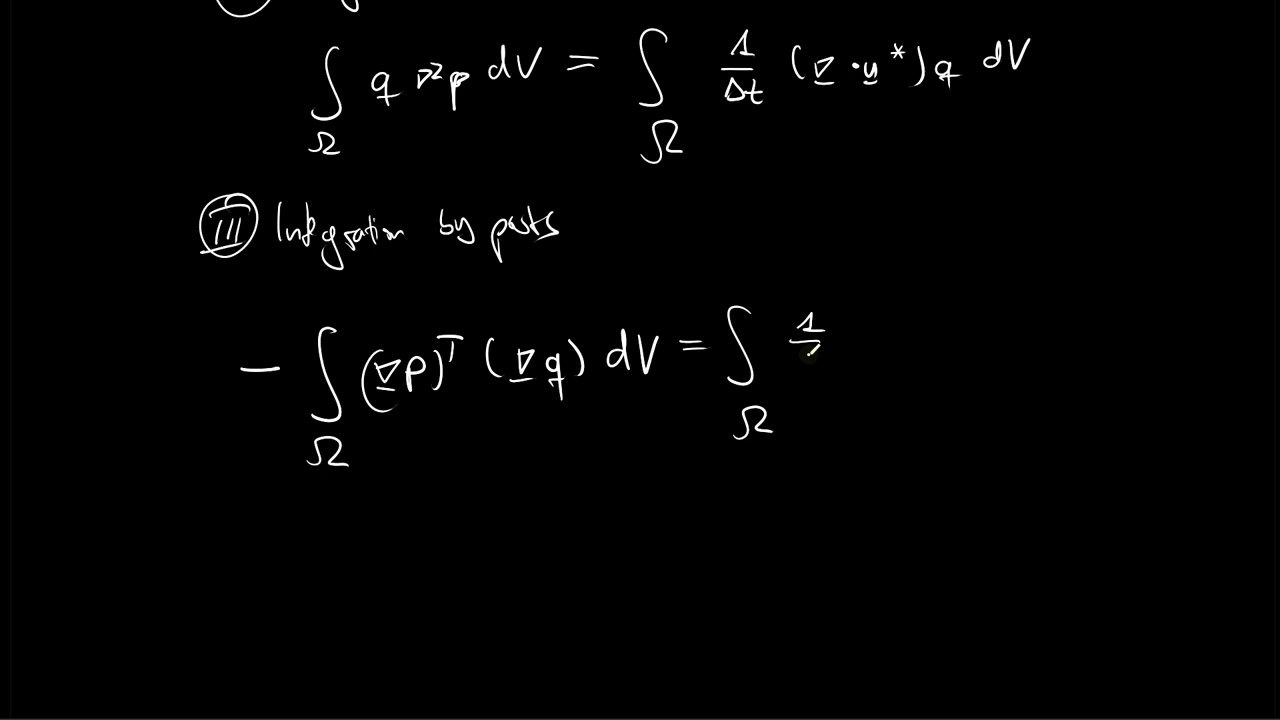 ∫_Ω q ∇²p dV = ∫_Ω 1/Δt (∇ · u*) q dV
III Integration by parts
− ∫_Ω (∇p)ᵀ (∇q) dV = ∫_Ω 1